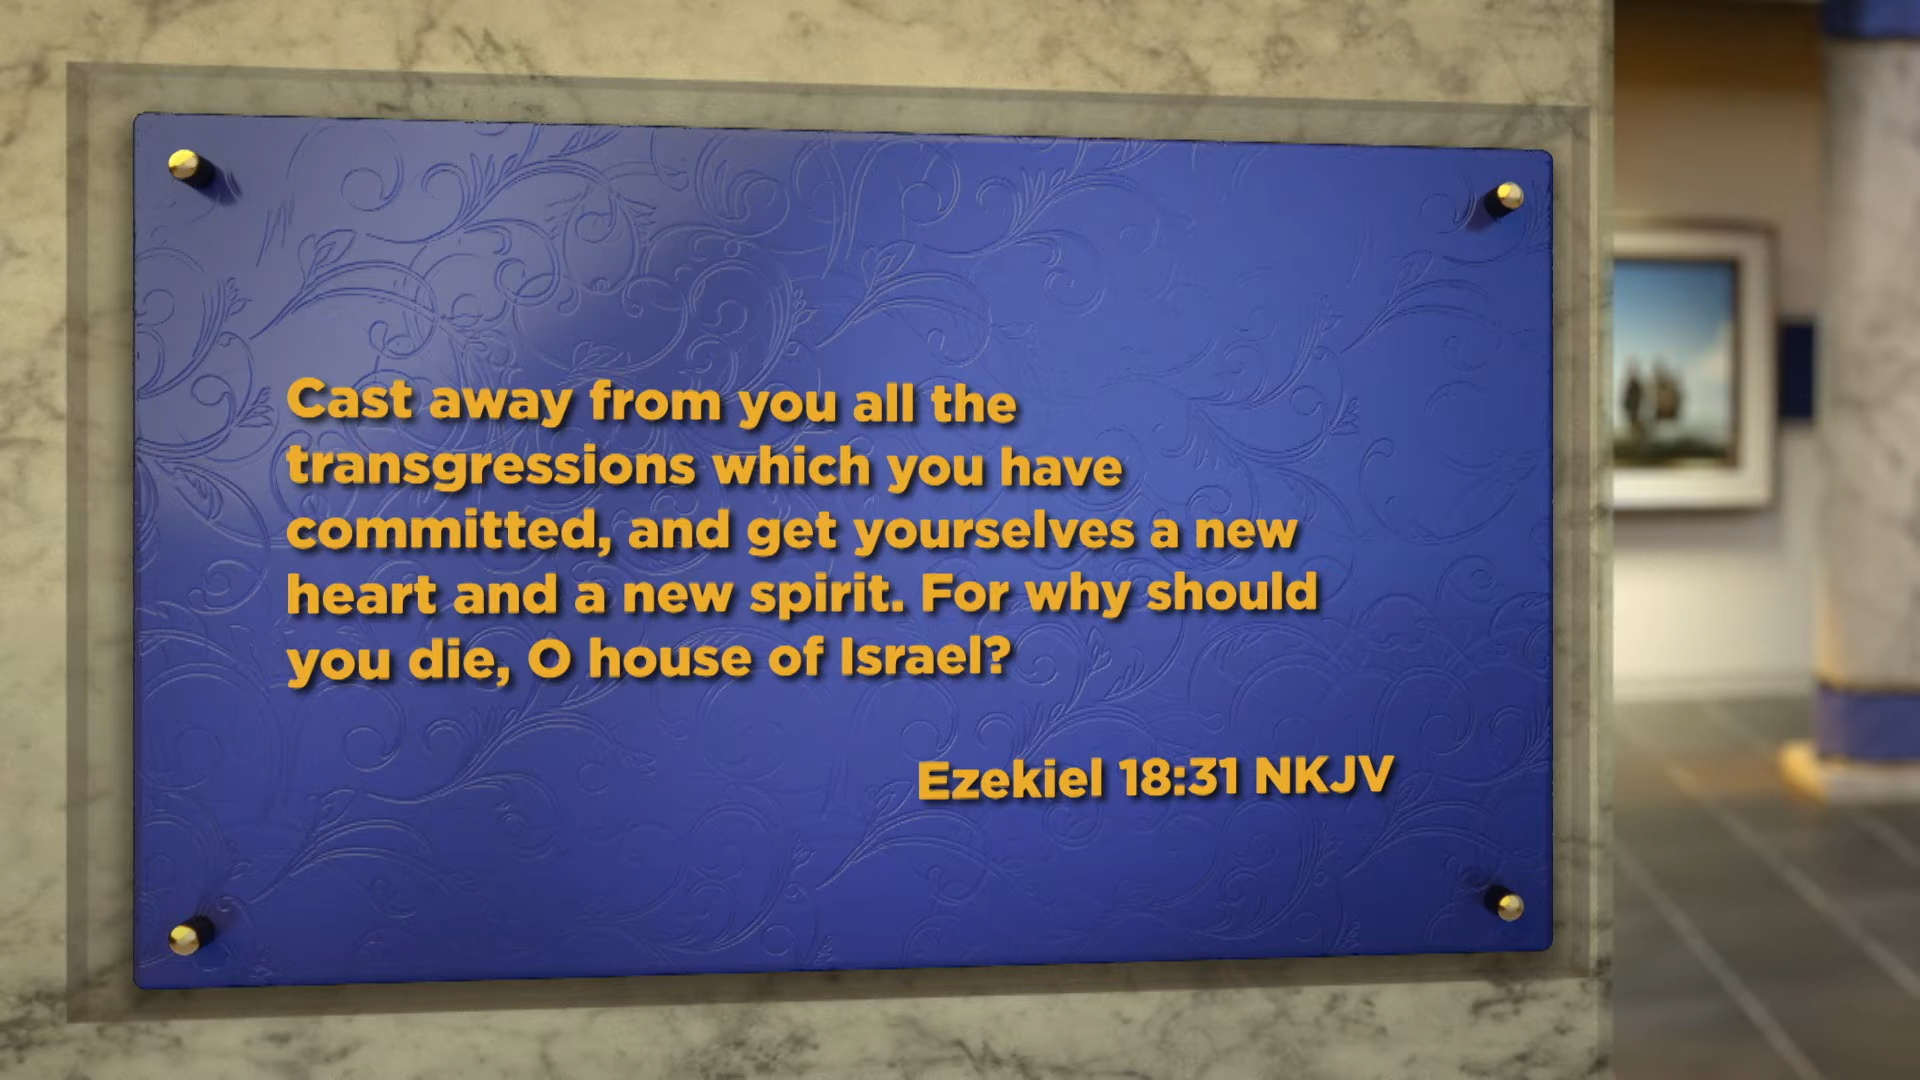 Cast away from you all the
transgressions which you have
committed, and get yourselves a new
heart and a new spirit. For why should
you die, O house of Israel?
Ezekiel 18:31 NKJV